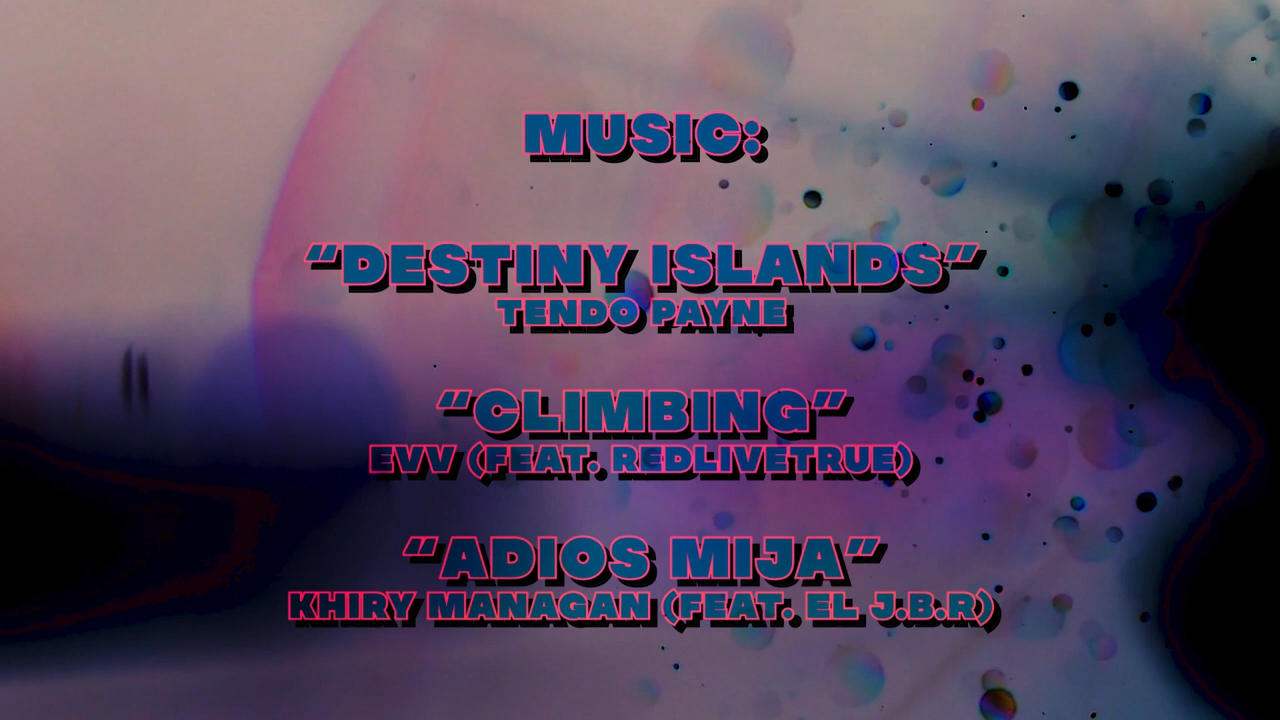 MUSIC:
“DESTINY ISLANDS”
TENDO PAYNE
“CLIMBING”
EVV (FEAT. REDLIVETRUE)
“ADIOS MIJA”
KHIRY MANAGAN (FEAT. EL J.B.R)